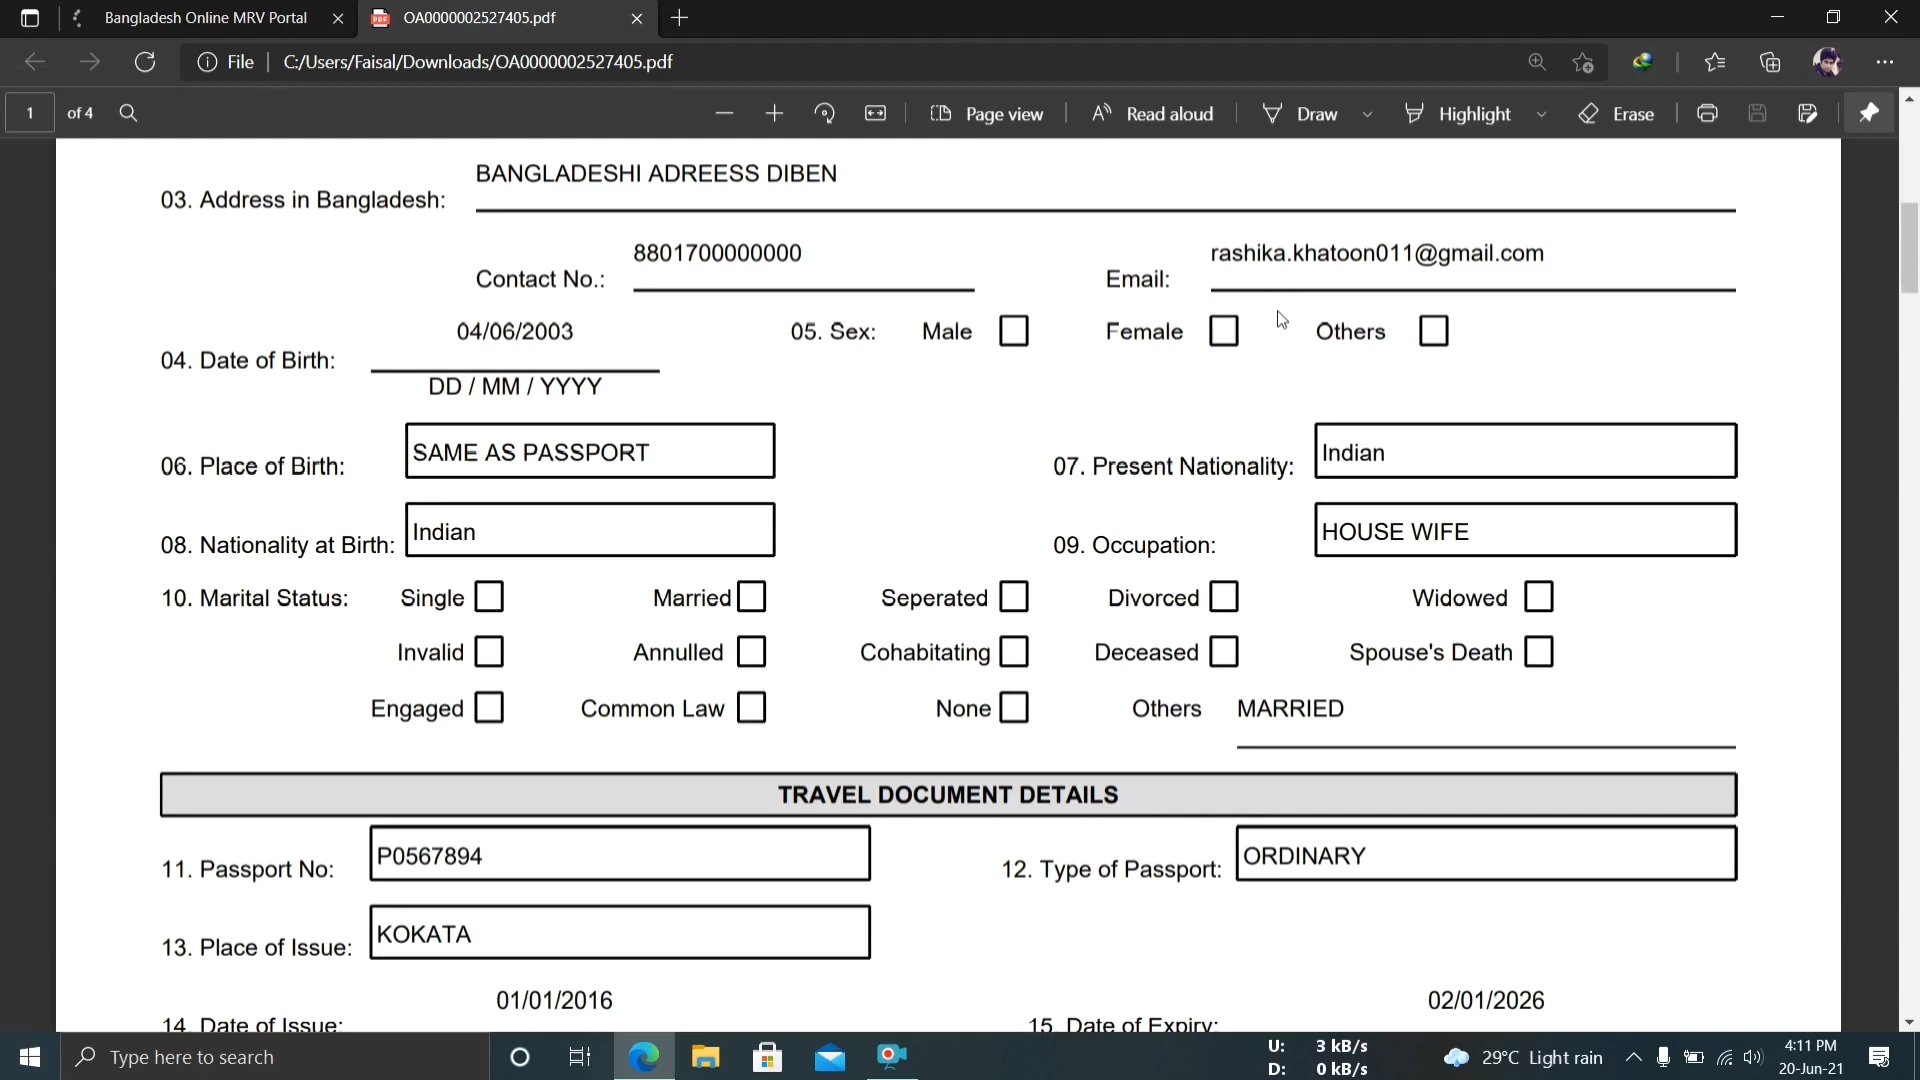 Bangladesh Online MRV Portal
OA0000002527405.pdf
File
C:/Users/Faisal/Downloads/OA0000002527405.pdf
1 of 4
Page view
Read aloud
Draw
Highlight
Erase
BANGLADESHI ADREESS DIBEN
03. Address in Bangladesh:
8801700000000
rashika.khatoon011@gmail.com
Contact No.:
Email:
04/06/2003
05. Sex: Male Female Others
04. Date of Birth:
DD / MM / YYYY
SAME AS PASSPORT
Indian
06. Place of Birth:
07. Present Nationality:
Indian
HOUSE WIFE
08. Nationality at Birth:
09. Occupation:
10. Marital Status: Single Married Seperated Divorced Widowed
Invalid Annulled Cohabitating Deceased Spouse's Death
Engaged Common Law None Others MARRIED
TRAVEL DOCUMENT DETAILS
P0567894
ORDINARY
11. Passport No:
12. Type of Passport:
KOKATA
13. Place of Issue:
01/01/2016
02/01/2026
14. Date of Issue:
15. Date of Expiry:
Type here to search
U: 3 kB/s
D: 0 kB/s
29°C Light rain
4:11 PM
20-Jun-21